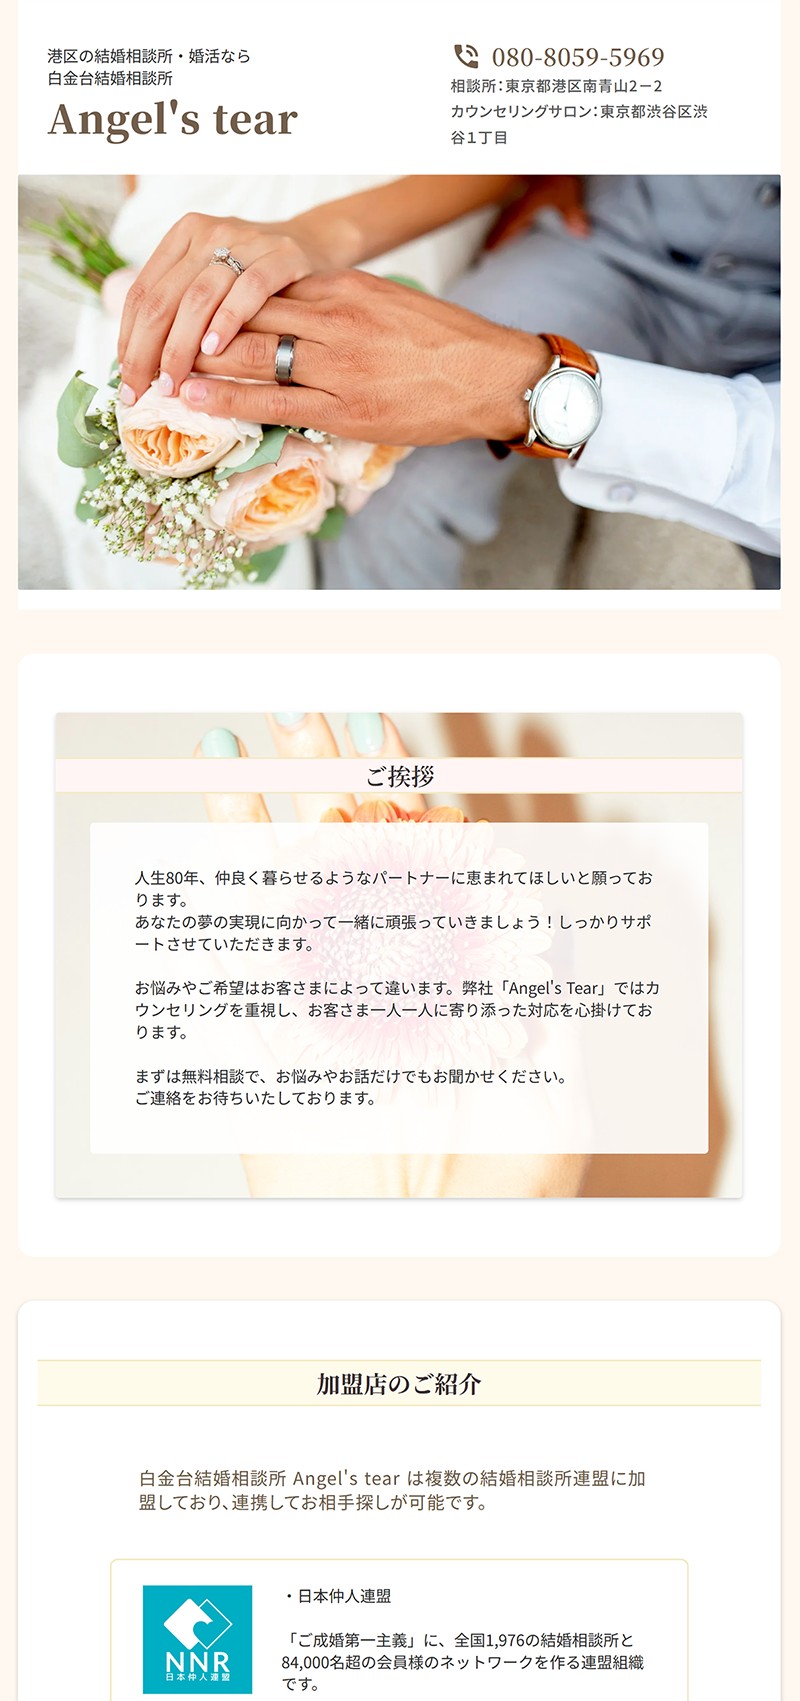 港区の結婚相談所・婚活なら
白金台結婚相談所
Angel's tear
080-8059-5969
相談所：東京都港区南青山2－2
カウンセリングサロン：東京都渋谷区渋
谷１丁目
ご挨拶
人生80年、仲良く暮らせるようなパートナーに恵まれてほしいと願ってお
ります。
あなたの夢の実現に向かって一緒に頑張っていきましょう！しっかりサポ
ートさせていただきます。
お悩みやご希望はお客さまによって違います。弊社「Angel's Tear」ではカ
ウンセリングを重視し、お客さま一人一人に寄り添った対応を心掛けてお
ります。
まずは無料相談で、お悩みやお話だけでもお聞かせください。
ご連絡をお待ちいたしております。
加盟店のご紹介
白金台結婚相談所 Angel's tear は複数の結婚相談所連盟に加
盟しており、連携してお相手探しが可能です。
NNR
日本仲人連盟
・日本仲人連盟
「ご成婚第一主義」に、全国1,976の結婚相談所と
84,000名超の会員様のネットワークを作る連盟組織
です。